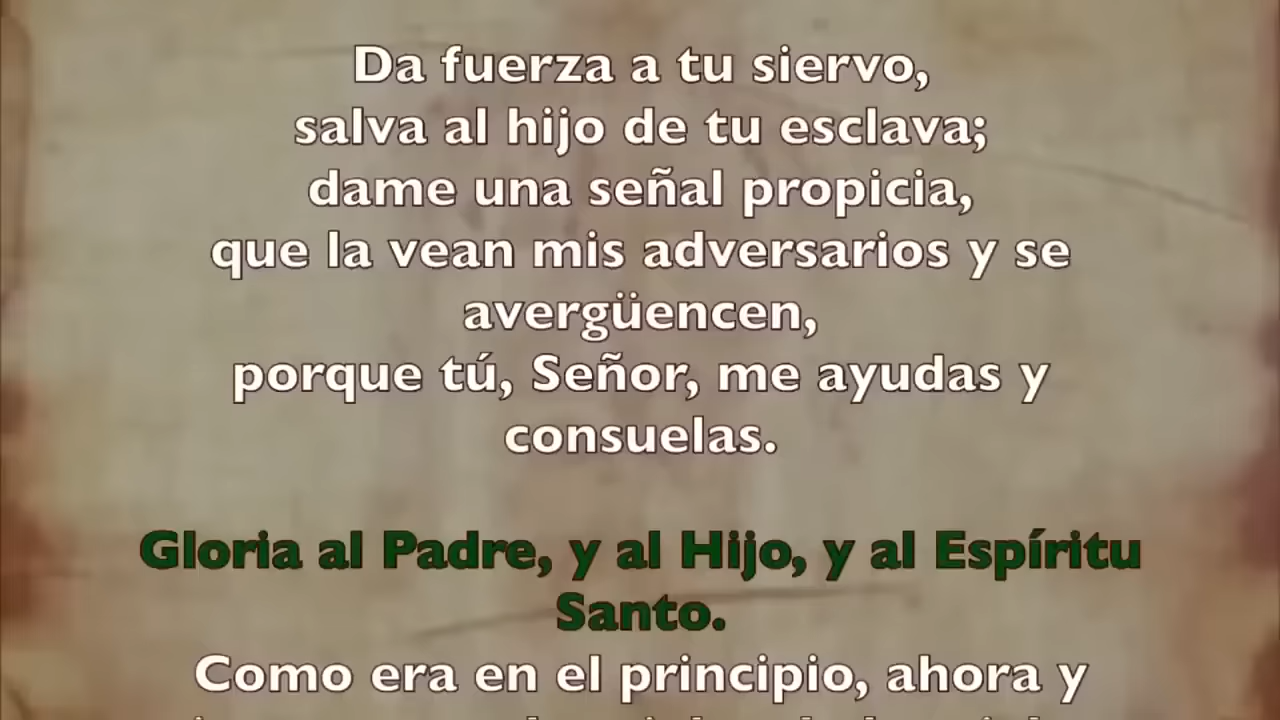 Da fuerza a tu siervo,
salva al hijo de tu esclava;
dame una señal propicia,
que la vean mis adversarios y se
avergüencen,
porque tú, Señor, me ayudas y
consuelas.
Gloria al Padre, y al Hijo, y al Espíritu
Santo.
Como era en el principio, ahora y